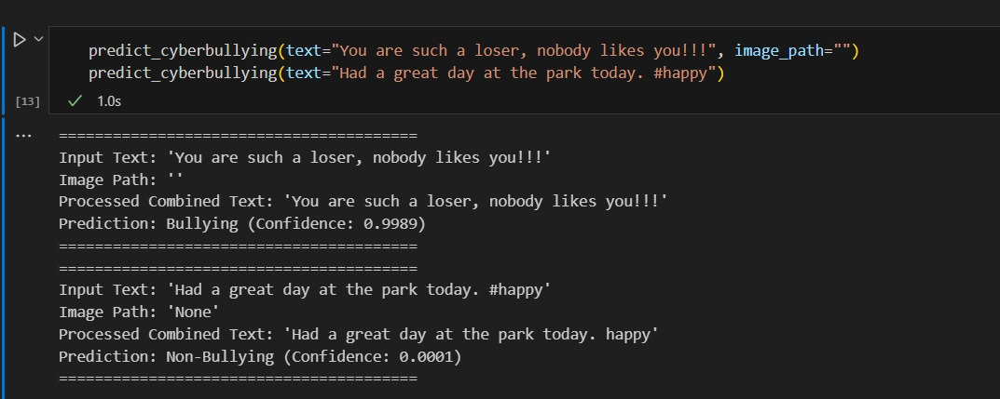 predict_cyberbullying(text="You are such a loser, nobody likes you!!!", image_path="")
predict_cyberbullying(text="Had a great day at the park today. #happy")
[13]
1.0s
...
========================================
Input Text: 'You are such a loser, nobody likes you!!!'
Image Path: ''
Processed Combined Text: 'You are such a loser, nobody likes you!!!'
Prediction: Bullying (Confidence: 0.9989)
========================================
========================================
Input Text: 'Had a great day at the park today. #happy'
Image Path: 'None'
Processed Combined Text: 'Had a great day at the park today. happy'
Prediction: Non-Bullying (Confidence: 0.0001)
========================================